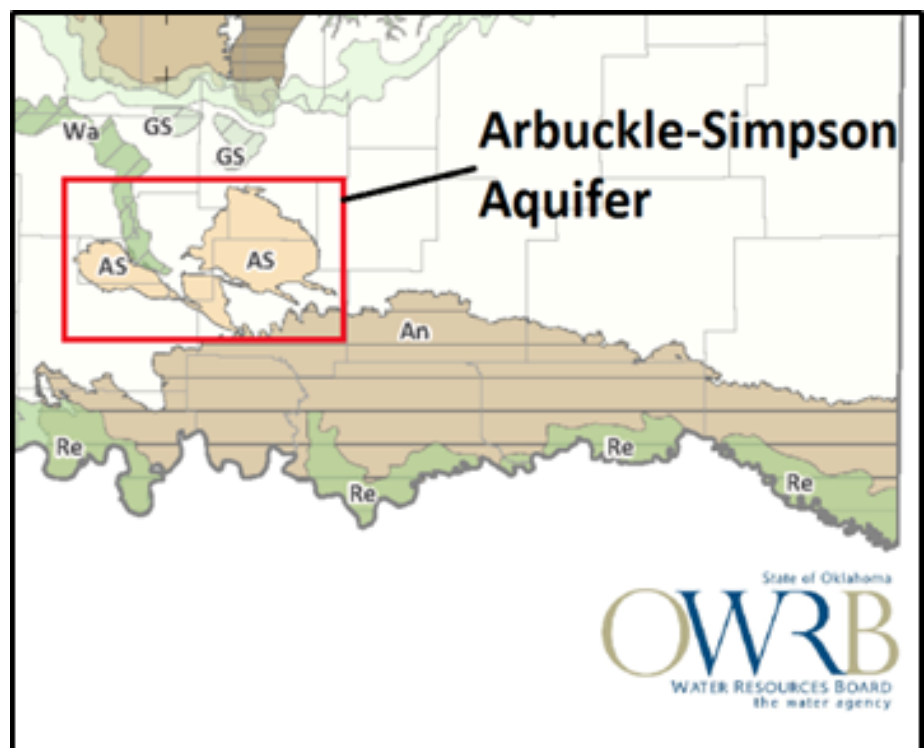 Arbuckle-Simpson
Aquifer
Wa
GS
GS
AS
AS
An
Re
Re
Re
Re
State of Oklahoma
OWRB
WATER RESOURCES BOARD
the water agency